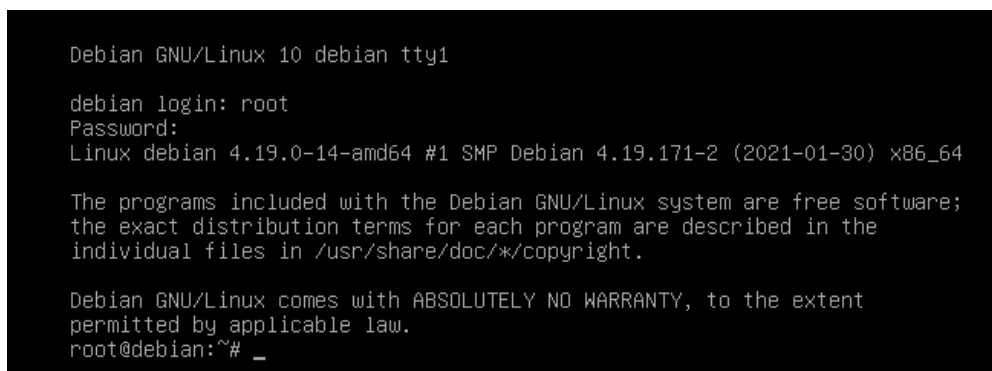 Debian GNU/Linux 10 debian tty1
debian login: root
Password:
Linux debian 4.19.0-14-amd64 #1 SMP Debian 4.19.171-2 (2021-01-30) x86_64
The programs included with the Debian GNU/Linux system are free software;
the exact distribution terms for each program are described in the
individual files in /usr/share/doc/*/copyright.
Debian GNU/Linux comes with ABSOLUTELY NO WARRANTY, to the extent
permitted by applicable law.
root@debian:~# _